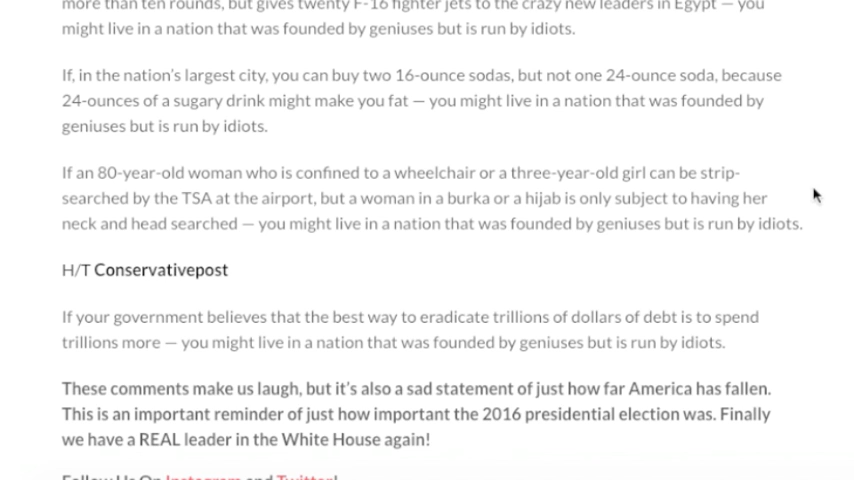 more than ten rounds, but gives twenty F-16 fighter jets to the crazy new leaders in Egypt — you
might live in a nation that was founded by geniuses but is run by idiots.
If, in the nation's largest city, you can buy two 16-ounce sodas, but not one 24-ounce soda, because
24-ounces of a sugary drink might make you fat — you might live in a nation that was founded by
geniuses but is run by idiots.
If an 80-year-old woman who is confined to a wheelchair or a three-year-old girl can be strip-
searched by the TSA at the airport, but a woman in a burka or a hijab is only subject to having her
neck and head searched — you might live in a nation that was founded by geniuses but is run by idiots.
H/T Conservativepost
If your government believes that the best way to eradicate trillions of dollars of debt is to spend
trillions more — you might live in a nation that was founded by geniuses but is run by idiots.
These comments make us laugh, but it's also a sad statement of just how far America has fallen.
This is an important reminder of just how important the 2016 presidential election was. Finally
we have a REAL leader in the White House again!
Follow Us On Instagram and Twitter!